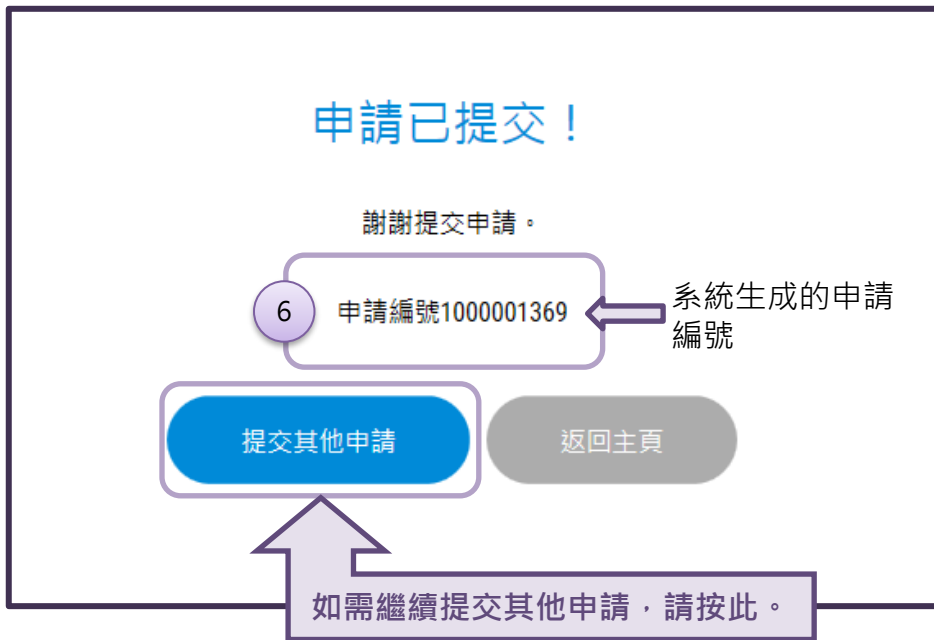 申請已提交！
謝謝提交申請。
6
申請編號1000001369
系統生成的申請
編號
提交其他申請
返回主頁
如需繼續提交其他申請，請按此。